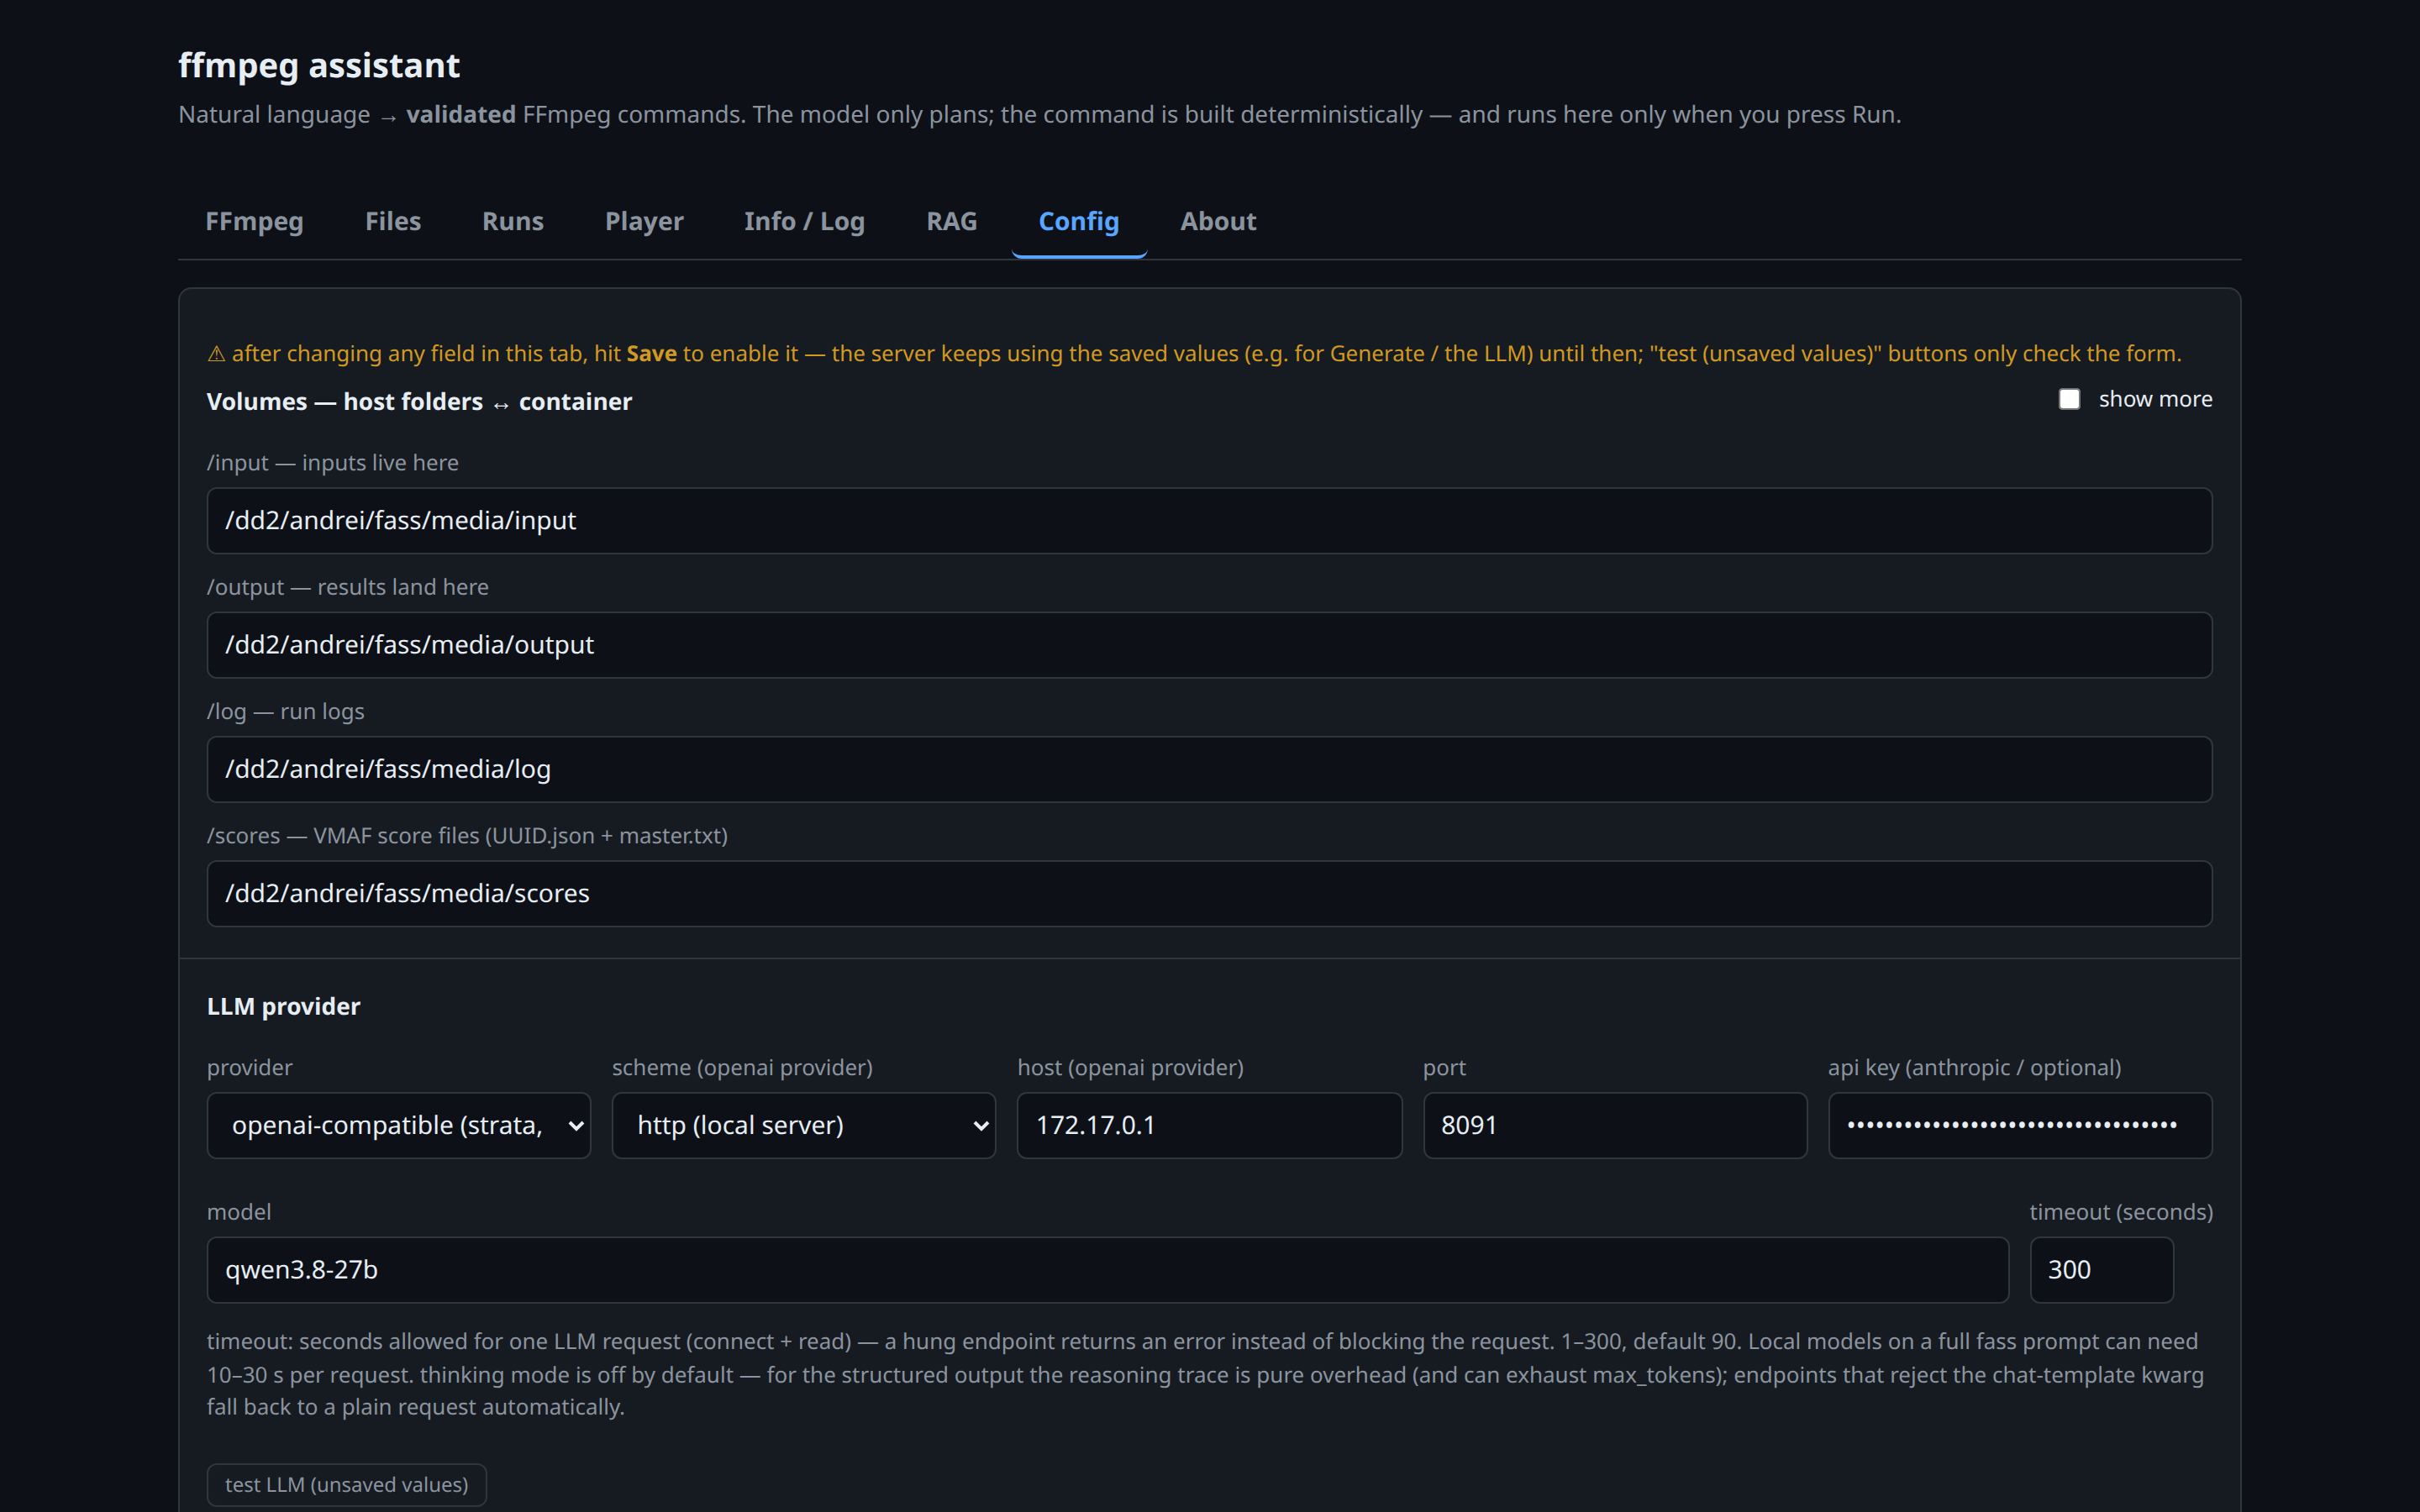 ffmpeg assistant
Natural language → validated FFmpeg commands. The model only plans; the command is built deterministically — and runs here only when you press Run.
FFmpeg Files Runs Player Info / Log RAG Config About
⚠ after changing any field in this tab, hit Save to enable it — the server keeps using the saved values (e.g. for Generate / the LLM) until then; "test (unsaved values)" buttons only check the form.
Volumes — host folders ↔ container show more
/input — inputs live here
/dd2/andrei/fass/media/input
/output — results land here
/dd2/andrei/fass/media/output
/log — run logs
/dd2/andrei/fass/media/log
/scores — VMAF score files (UUID.json + master.txt)
/dd2/andrei/fass/media/scores
LLM provider
provider scheme (openai provider) host (openai provider) port api key (anthropic / optional)
openai-compatible (strata, http (local server) 172.17.0.1 8091 •••••••••••••••••••••••••••••••••••
model timeout (seconds)
qwen3.8-27b 300
timeout: seconds allowed for one LLM request (connect + read) — a hung endpoint returns an error instead of blocking the request. 1–300, default 90. Local models on a full fass prompt can need
10–30 s per request. thinking mode is off by default — for the structured output the reasoning trace is pure overhead (and can exhaust max_tokens); endpoints that reject the chat-template kwarg
fall back to a plain request automatically.
test LLM (unsaved values)